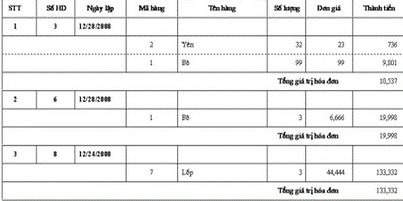 STT Số HD Ngày lập Mã hàng Tên hàng Số lượng Đơn giá Thành tiền
1 3 12/20/2008
2 Yên 32 23 736
1 Bô 99 99 9,801
Tổng giá trị hóa đơn 10,537
2 6 12/20/2008
1 Bô 3 6,666 19,998
Tổng giá trị hóa đơn 19,998
3 8 12/24/2008
7 Lốp 3 44,444 133,332
Tổng giá trị hóa đơn 133,332